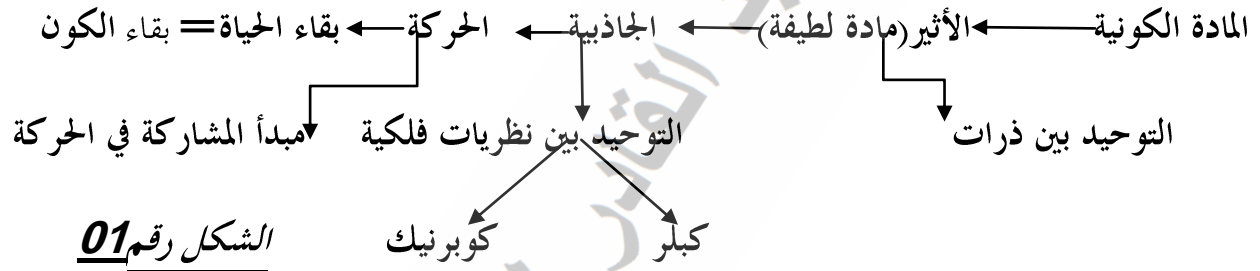 المادة الكونية الأثير(مادة لطيفة) الجاذبية الحركة بقاء الحياة = بقاء الكون
التوحيد بين ذرات التوحيد بين نظريات فلكية مبدأ المشاركة في الحركة
كبلر كوبرنيك الشكل رقم01